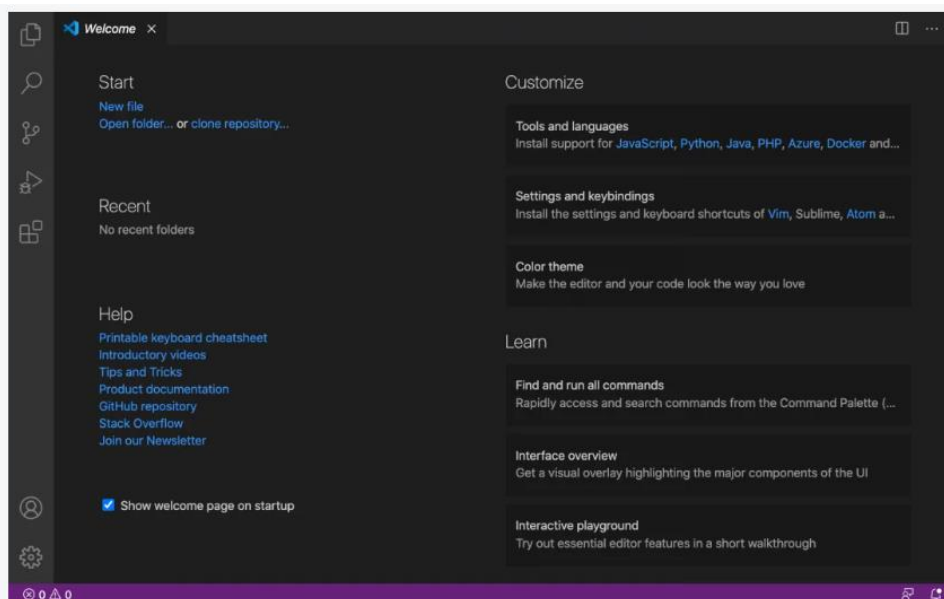 Welcome
Start
New file
Open folder... or clone repository...
Recent
No recent folders
Help
Printable keyboard cheatsheet
Introductory videos
Tips and Tricks
Product documentation
GitHub repository
Stack Overflow
Join our Newsletter
Show welcome page on startup
Customize
Tools and languages
Install support for JavaScript, Python, Java, PHP, Azure, Docker and...
Settings and keybindings
Install the settings and keyboard shortcuts of Vim, Sublime, Atom a...
Color theme
Make the editor and your code look the way you love
Learn
Find and run all commands
Rapidly access and search commands from the Command Palette (...
Interface overview
Get a visual overlay highlighting the major components of the UI
Interactive playground
Try out essential editor features in a short walkthrough
0 0